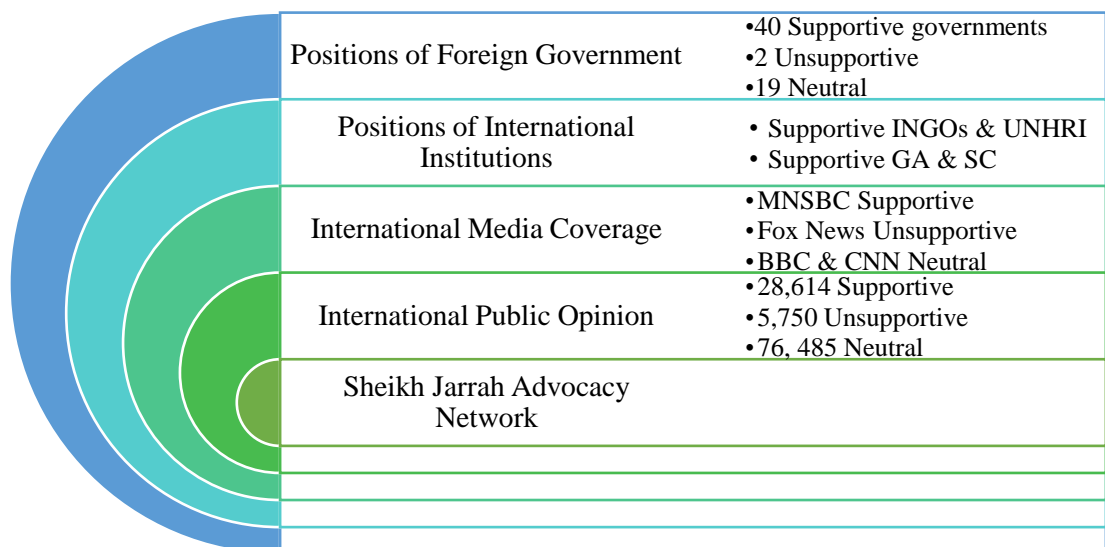 Positions of Foreign Government
•40 Supportive governments
•2 Unsupportive
•19 Neutral
Positions of International
Institutions
• Supportive INGOs & UNHRI
• Supportive GA & SC
International Media Coverage
•MNSBC Supportive
•Fox News Unsupportive
•BBC & CNN Neutral
International Public Opinion
•28,614 Supportive
•5,750 Unsupportive
•76, 485 Neutral
Sheikh Jarrah Advocacy
Network